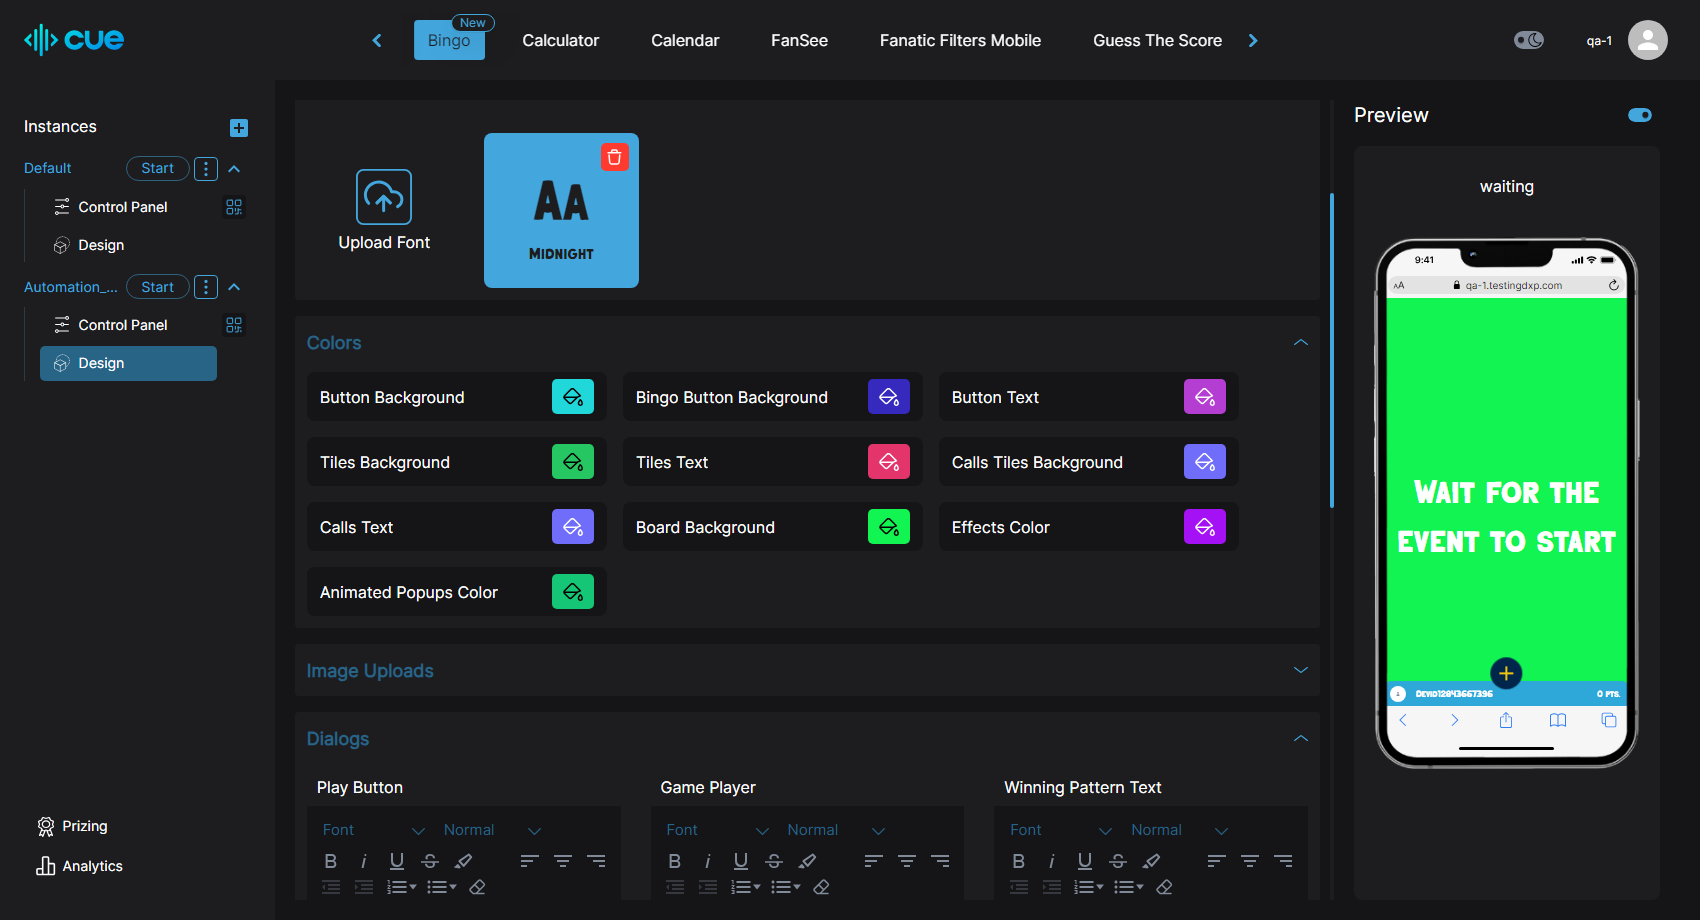 cue
New
Bingo
Calculator
Calendar
FanSee
Fanatic Filters Mobile
Guess The Score
qa-1
Instances
Default
Start
Control Panel
Design
Automation_...
Start
Control Panel
Design
Prizing
Analytics
Upload Font
AA
MIDNIGHT
Colors
Button Background
Bingo Button Background
Button Text
Tiles Background
Tiles Text
Calls Tiles Background
Calls Text
Board Background
Effects Color
Animated Popups Color
Image Uploads
Dialogs
Play Button
Game Player
Winning Pattern Text
Font
Normal
Font
Normal
Font
Normal
Preview
waiting
9:41
AA
qa-1.testingdxp.com
WAIT FOR THE
EVENT TO START
0 PTS.